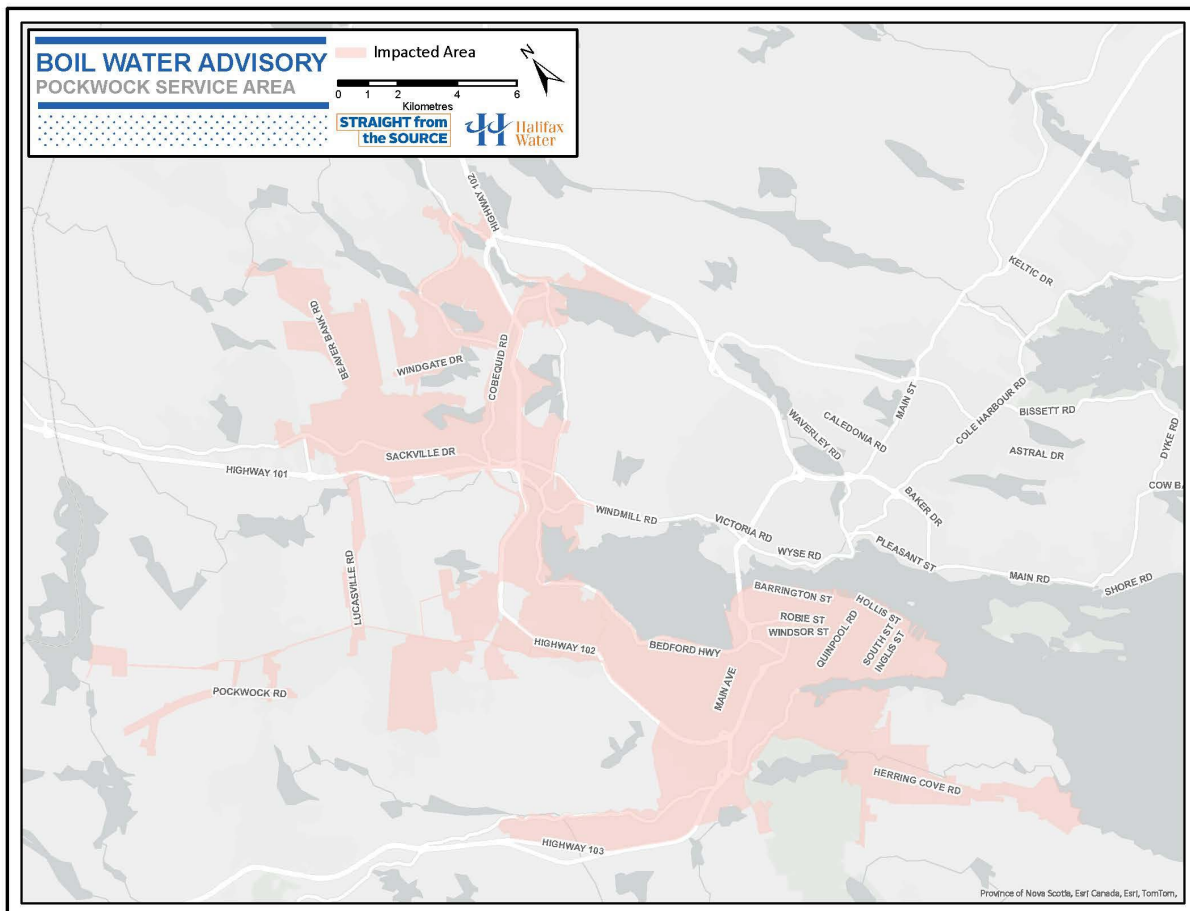 BOIL WATER ADVISORY
POCKWOCK SERVICE AREA
Impacted Area
N
0 1 2 4 6
Kilometres
STRAIGHT from
the SOURCE
Halifax
Water
HIGHWAY 102
KELTIC DR
BEAVER BANK RD
WINDGATE DR
COBEQUID RD
MAIN ST
COLE HARBOUR RD
BISSETT RD
WAVERLEY RD
CALEDONIA RD
ASTRAL DR
DYKE RD
SACKVILLE DR
HIGHWAY 101
COW BA
BAKER DR
WINDMILL RD
VICTORIA RD
WYSE RD
PLEASANT ST
MAIN RD
SHORE RD
LUCASVILLE RD
BARRINGTON ST
HOLLIS ST
ROBIE ST
WINDSOR ST
QUINPOOL RD
SOUTH ST
INGLIS ST
HIGHWAY 102
BEDFORD HWY
MAIN AVE
POCKWOCK RD
HERRING COVE RD
HIGHWAY 103
Province of Nova Scotia, Esri Canada, Esri, TomTom,